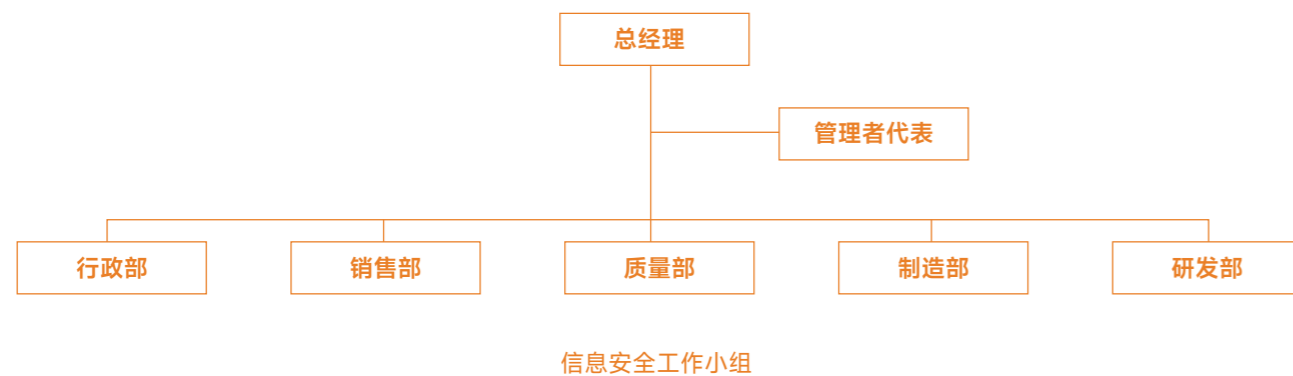 总经理
管理者代表
行政部
销售部
质量部
制造部
研发部
信息安全工作小组